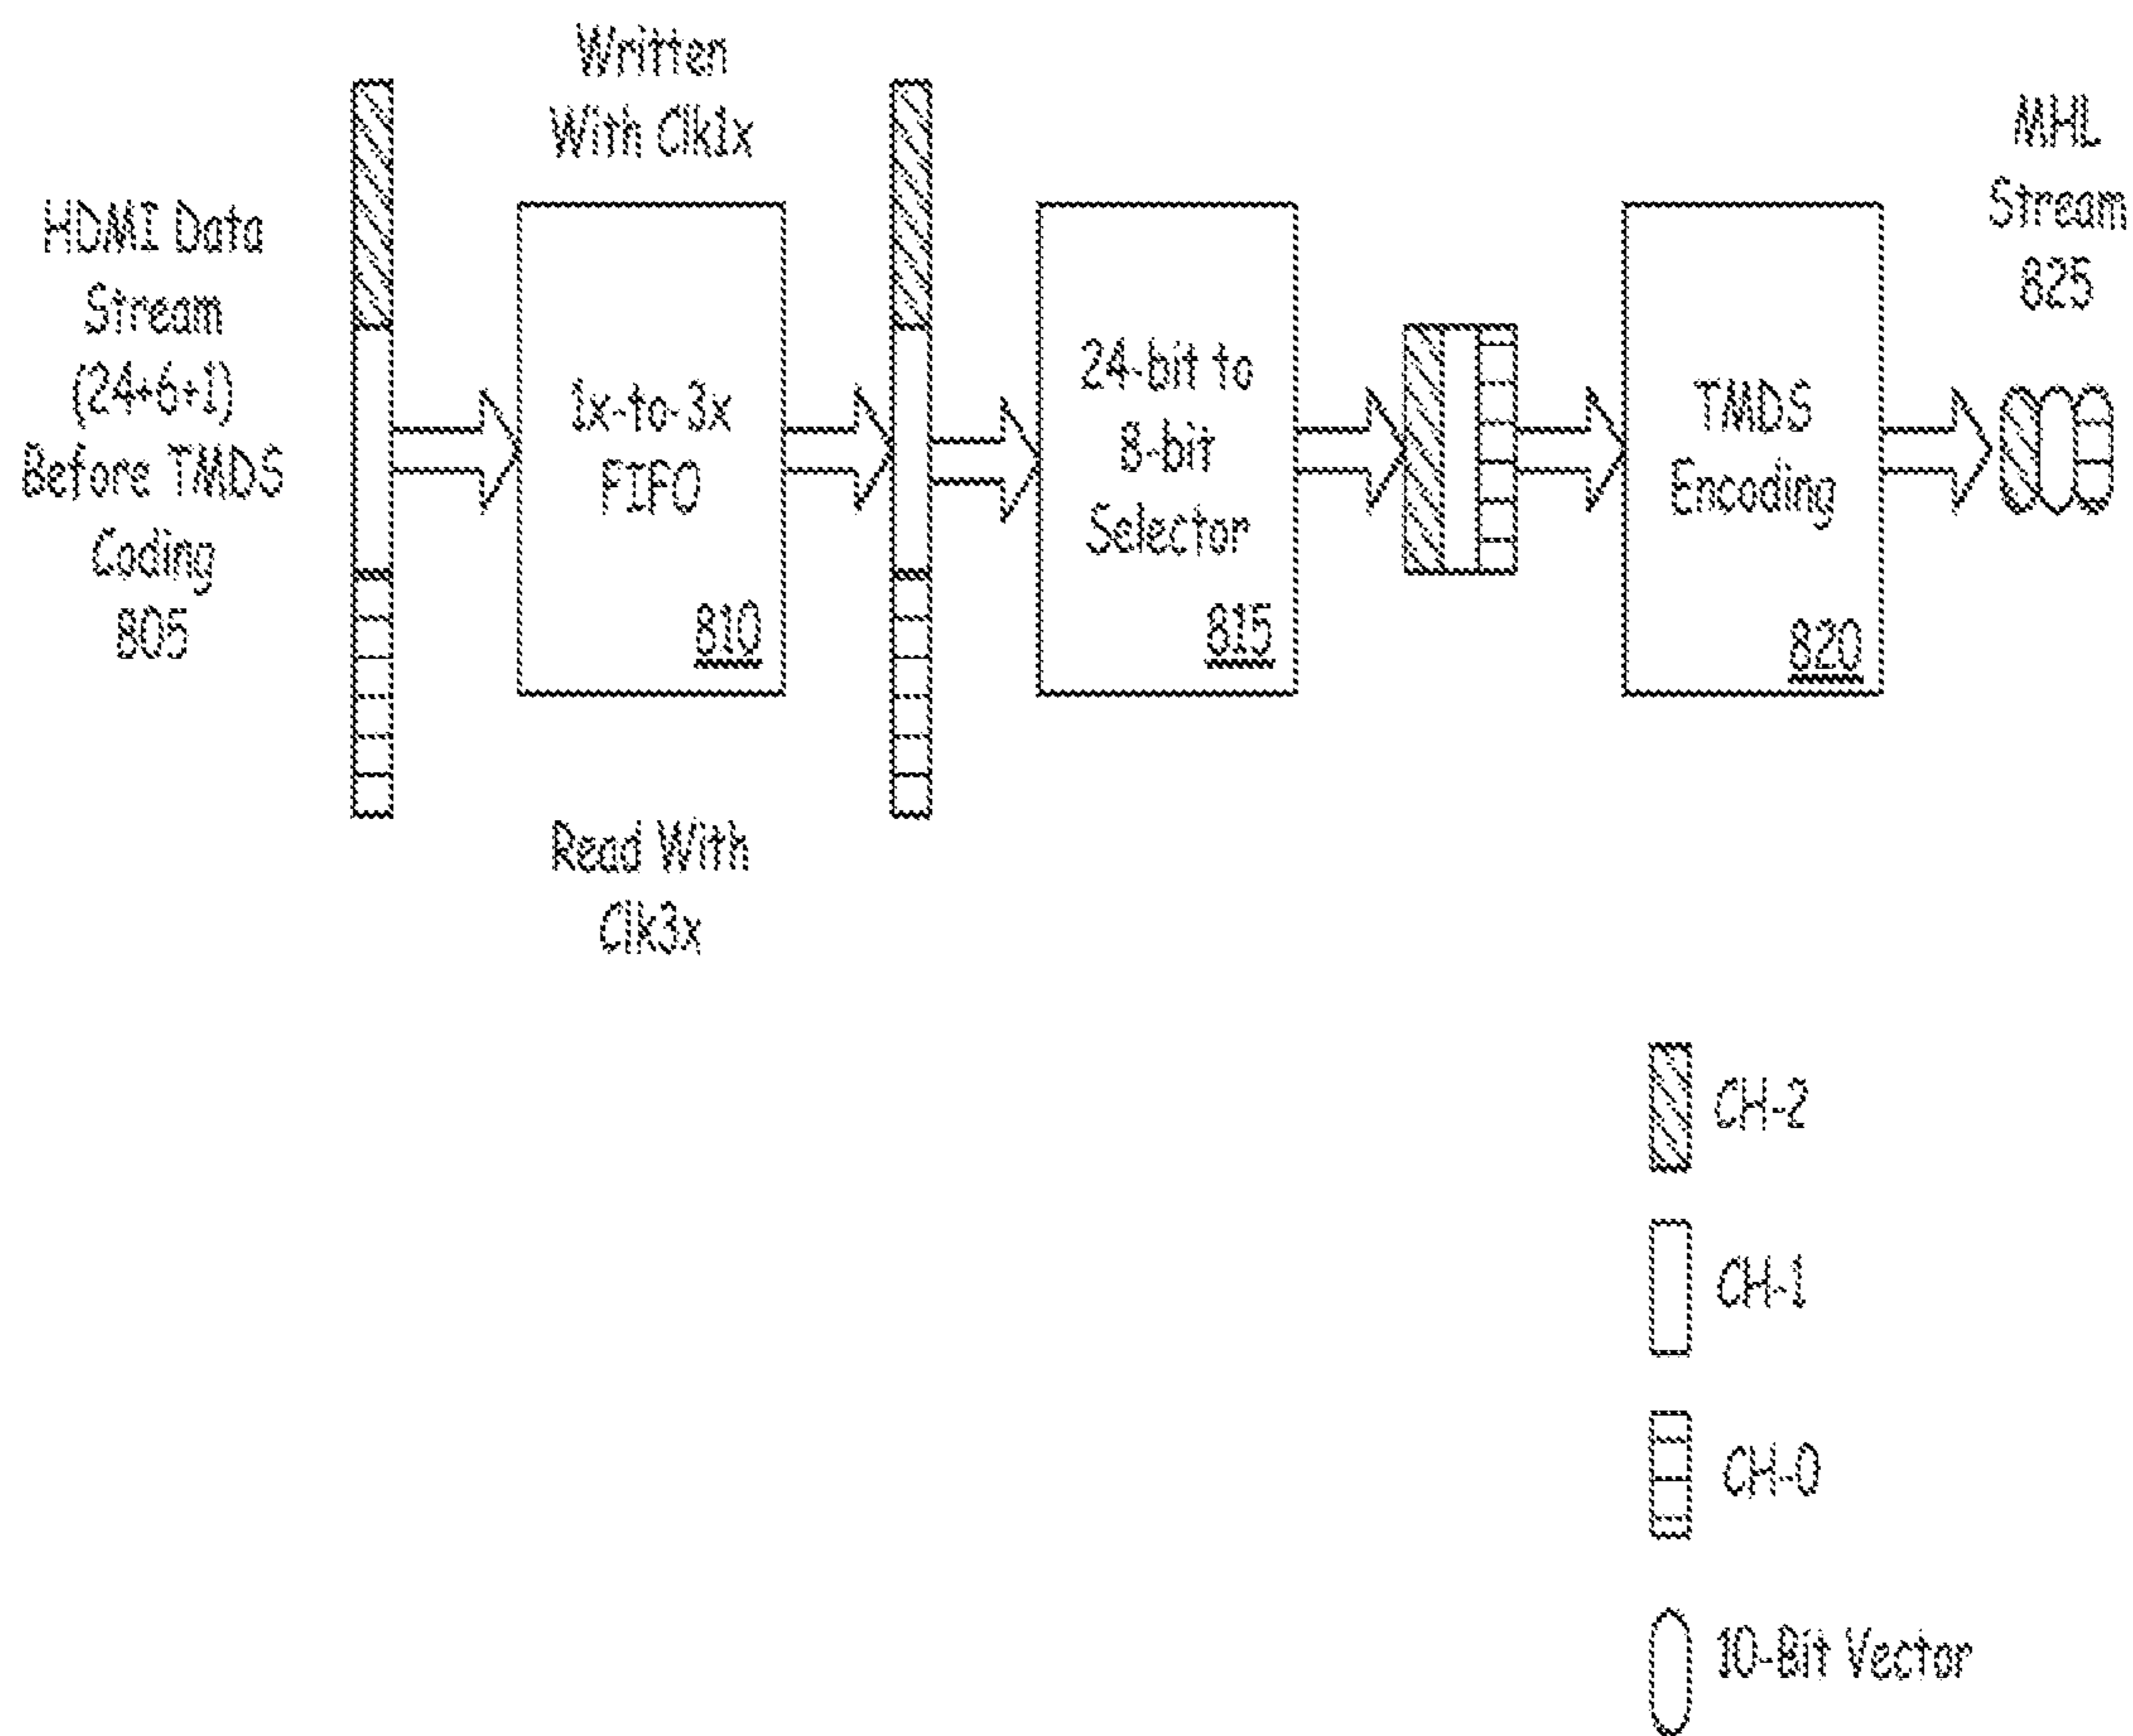 HDMI Data
Stream
(24+6+1)
Before TMDS
Coding
805
Written
With Clk1x
1x-to-3x
FIFO
810
Read With
Clk3x
24-bit to
8-bit
Selector
815
TMDS
Encoding
820
MHL
Stream
825
CH-2
CH-1
CH-0
10-Bit Vector